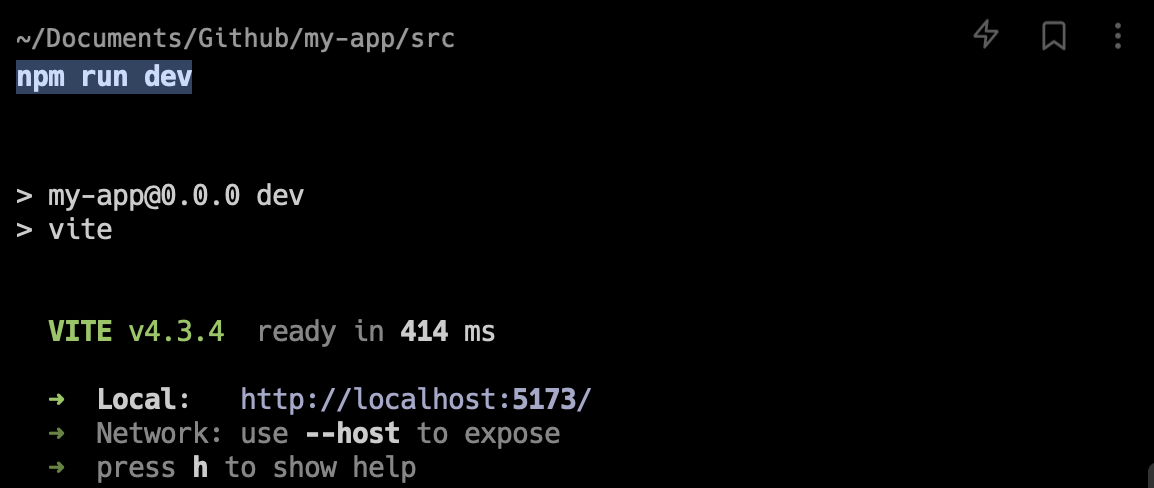 ~/Documents/Github/my-app/src
npm run dev
> my-app@0.0.0 dev
> vite
VITE v4.3.4  ready in 414 ms
➜  Local:   http://localhost:5173/
➜  Network: use --host to expose
➜  press h to show help